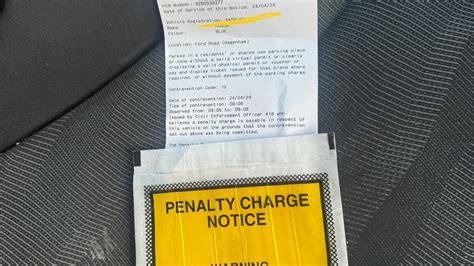 PCN Number:
Date of Service of this Notice: 24/04/24
Vehicle Registration:
Make:
Colour: BLUE
Location: Ford Road (Dagenham)
Parked in a residents' or shared use parking place
or zone without a valid virtual permit or clearly
displaying a valid physical permit or voucher or
pay and display ticket issued for that place where
required, or without payment of the parking charge
Contravention Code: 12
Date of contravention: 24/04/24
Time of contravention: 09:08
observed from: 09:06 to 09:08
Issued by Civil Enforcement Officer 418 who
believes a penalty charge is payable in respect of
this vehicle on the grounds that the contravention
set out above was being committed.
The Penalty
PENALTY CHARGE
NOTICE
WARNING